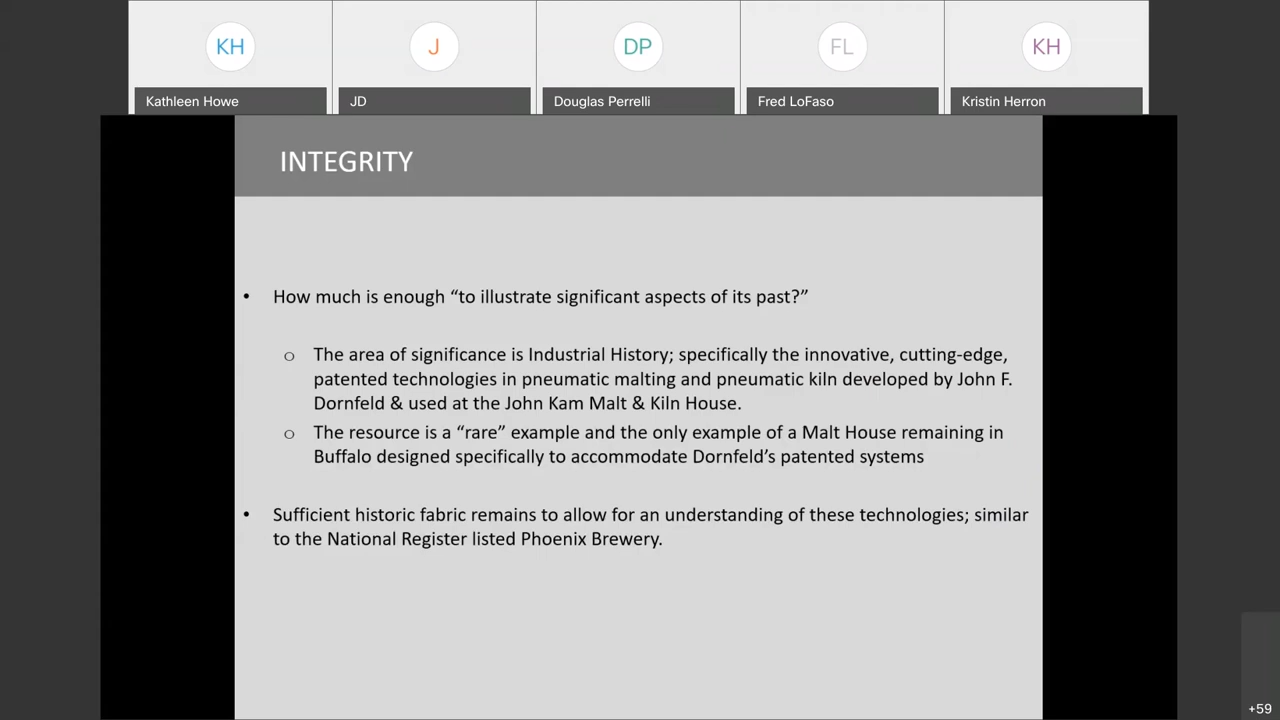 KH
J
DP
FL
KH
Kathleen Howe
JD
Douglas Perrelli
Fred LoFaso
Kristin Herron
INTEGRITY
• How much is enough “to illustrate significant aspects of its past?”
o The area of significance is Industrial History; specifically the innovative, cutting-edge,
patented technologies in pneumatic malting and pneumatic kiln developed by John F.
Dornfeld & used at the John Kam Malt & Kiln House.
o The resource is a “rare” example and the only example of a Malt House remaining in
Buffalo designed specifically to accommodate Dornfeld’s patented systems
• Sufficient historic fabric remains to allow for an understanding of these technologies; similar
to the National Register listed Phoenix Brewery.
+59